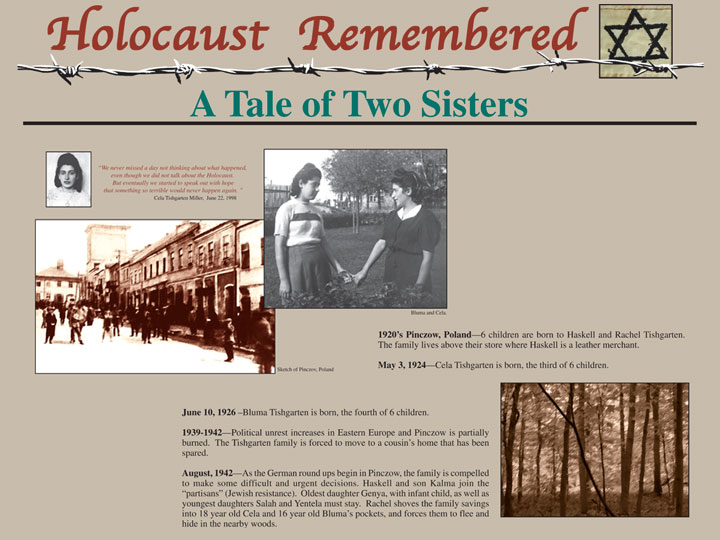 Holocaust Remembered
A Tale of Two Sisters
"We never missed a day not thinking about what happened,
even though we did not talk about the Holocaust.
But eventually we started to speak out with hope
that something so terrible would never happen again. "
Cela Tishgarten Miller, June 22, 1998
Bluma and Cela.
1920's Pinczow, Poland—6 children are born to Haskell and Rachel Tishgarten.
The family lives above their store where Haskell is a leather merchant.
May 3, 1924—Cela Tishgarten is born, the third of 6 children.
Sketch of Pinczow, Poland
June 10, 1926 –Bluma Tishgarten is born, the fourth of 6 children.
1939-1942—Political unrest increases in Eastern Europe and Pinczow is partially
burned. The Tishgarten family is forced to move to a cousin's home that has been
spared.
August, 1942—As the German round ups begin in Pinczow, the family is compelled
to make some difficult and urgent decisions. Haskell and son Kalma join the
"partisans" (Jewish resistance). Oldest daughter Genya, with infant child, as well as
youngest daughters Salah and Yentela must stay. Rachel shoves the family savings
into 18 year old Cela and 16 year old Bluma's pockets, and forces them to flee and
hide in the nearby woods.